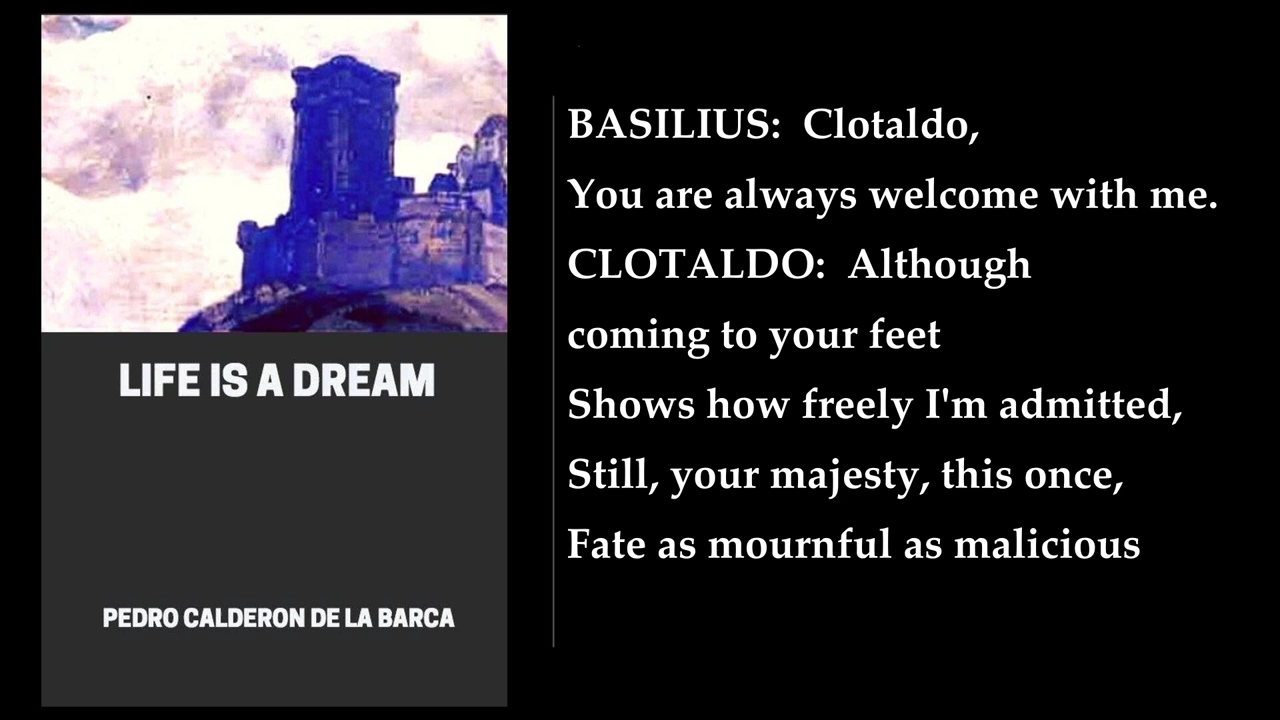 LIFE IS A DREAM
PEDRO CALDERON DE LA BARCA
BASILIUS: Clotaldo,
You are always welcome with me.
CLOTALDO: Although
coming to your feet
Shows how freely I'm admitted,
Still, your majesty, this once,
Fate as mournful as malicious